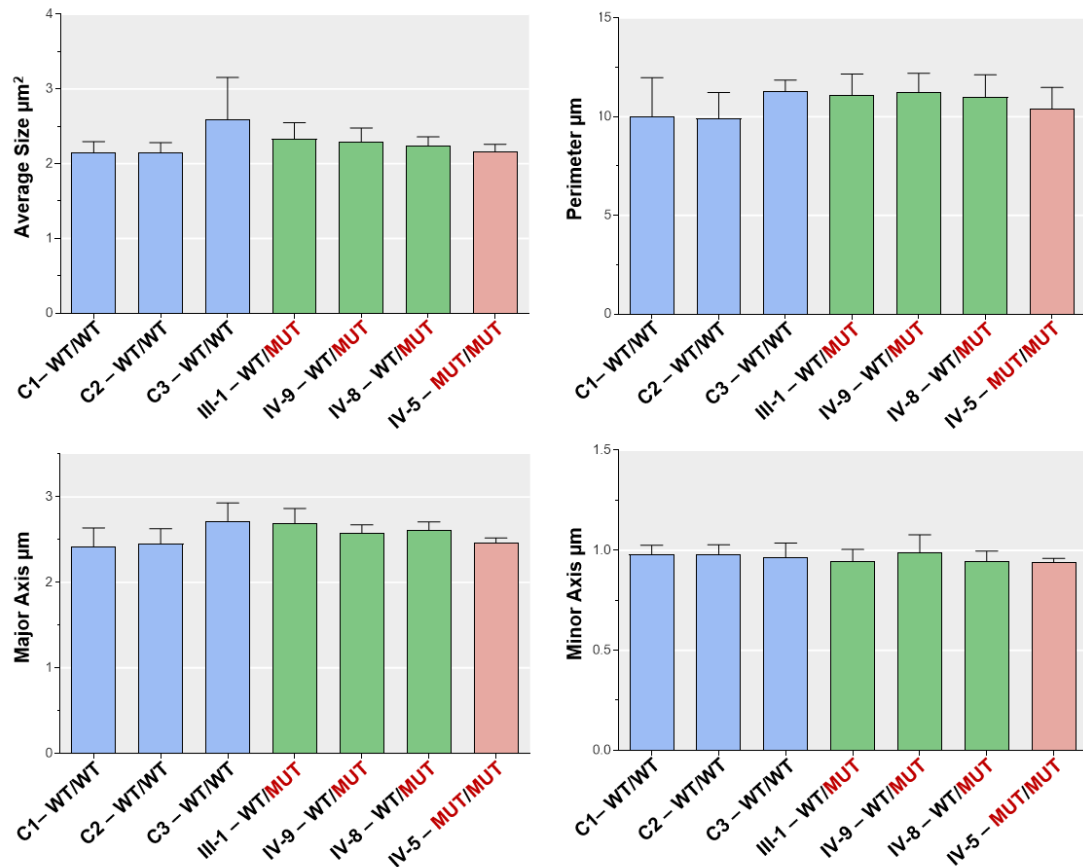 Average Size µm²
4
3
2
1
0
C1– WT/WT
C2 – WT/WT
C3 – WT/WT
III-1 – WT/MUT
IV-9 – WT/MUT
IV-8 – WT/MUT
IV-5 – MUT/MUT
Perimeter µm
15
10
5
0
C1– WT/WT
C2 – WT/WT
C3 – WT/WT
III-1 – WT/MUT
IV-9 – WT/MUT
IV-8 – WT/MUT
IV-5 – MUT/MUT
Major Axis µm
3
2
1
0
C1– WT/WT
C2 – WT/WT
C3 – WT/WT
III-1 – WT/MUT
IV-9 – WT/MUT
IV-8 – WT/MUT
IV-5 – MUT/MUT
Minor Axis µm
1.5
1.0
0.5
0.0
C1– WT/WT
C2 – WT/WT
C3 – WT/WT
III-1 – WT/MUT
IV-9 – WT/MUT
IV-8 – WT/MUT
IV-5 – MUT/MUT